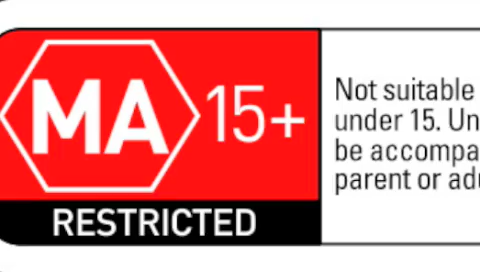 MA 15+
RESTRICTED
Not suitable
under 15. Un
be accompa
parent or adu